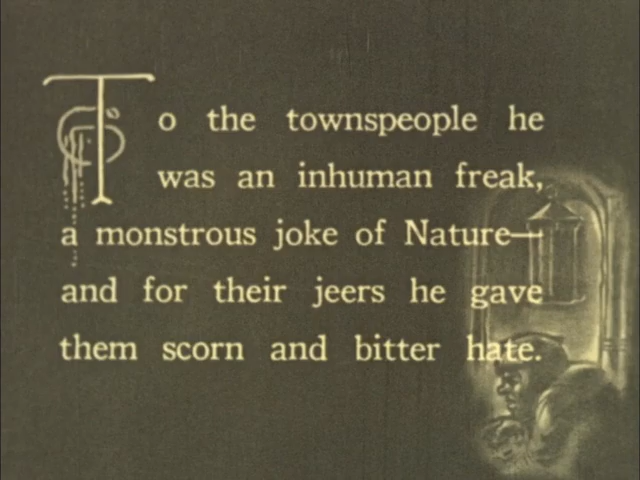 To the townspeople he
was an inhuman freak,
a monstrous joke of Nature—
and for their jeers he gave
them scorn and bitter hate.